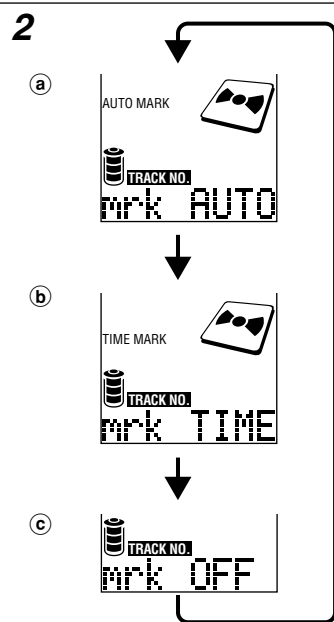 2
ⓐ
AUTO MARK
TRACK NO.
mrk AUTO
ⓑ
TIME MARK
TRACK NO.
mrk TIME
ⓒ
TRACK NO.
mrk OFF